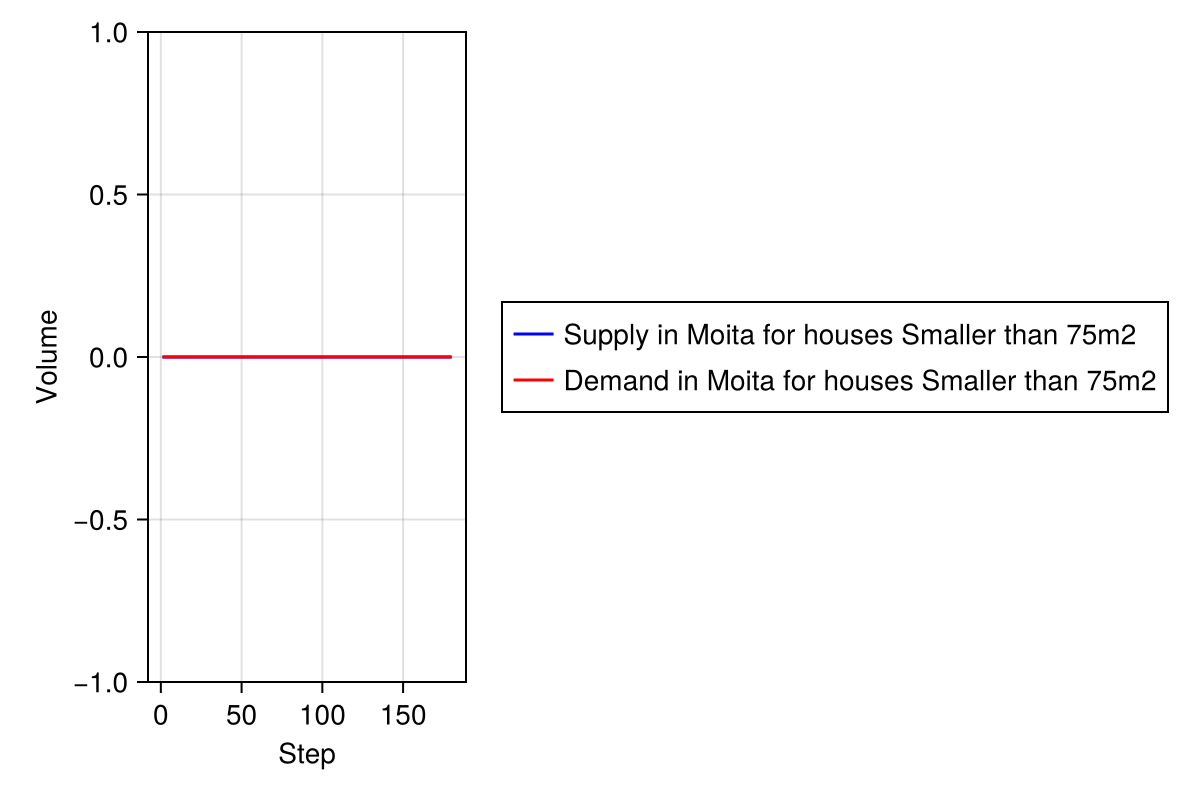 1.0
0.5
0.0
−0.5
−1.0
Volume
0 50 100 150
Step
Supply in Moita for houses Smaller than 75m2
Demand in Moita for houses Smaller than 75m2